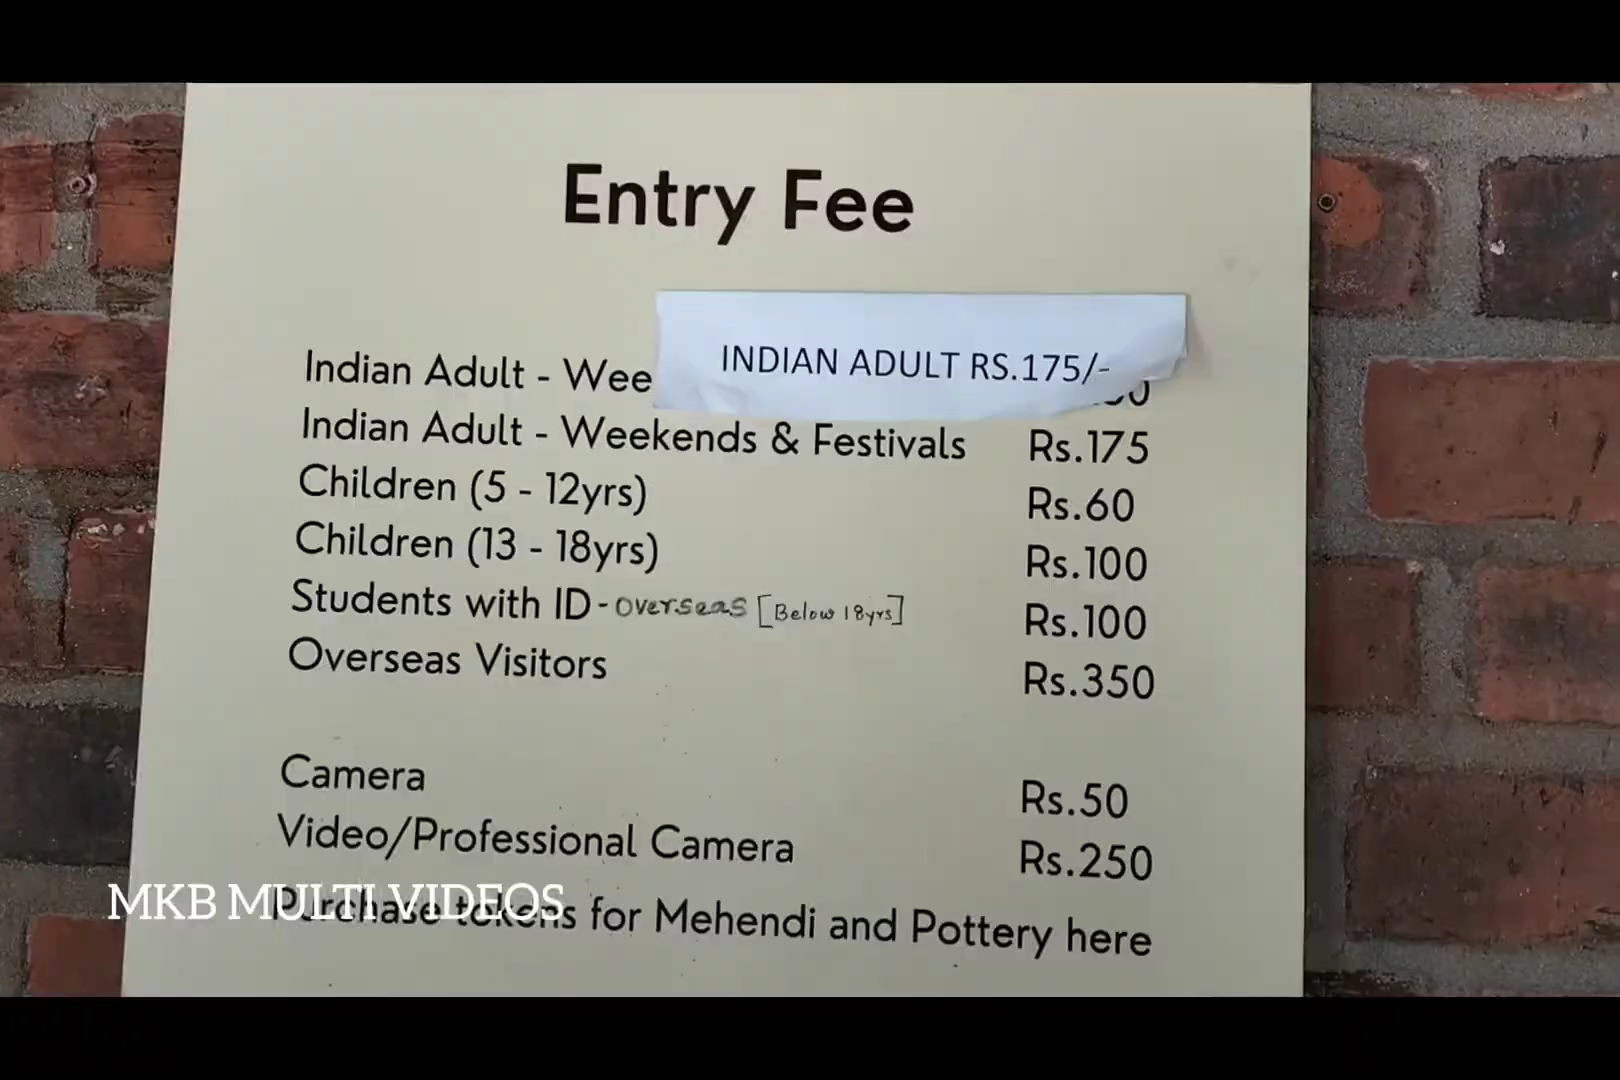 Entry Fee
INDIAN ADULT RS.175/-
Indian Adult -
Indian Adult - Weekends & Festivals Rs.175
Children (5 - 12yrs) Rs.60
Children (13 - 18yrs) Rs.100
Students with ID - overseas [Below 18yrs] Rs.100
Overseas Visitors Rs.350
Camera Rs.50
Video/Professional Camera Rs.250
Purchase tokens for Mehendi and Pottery here
MKB MULTI VIDEOS